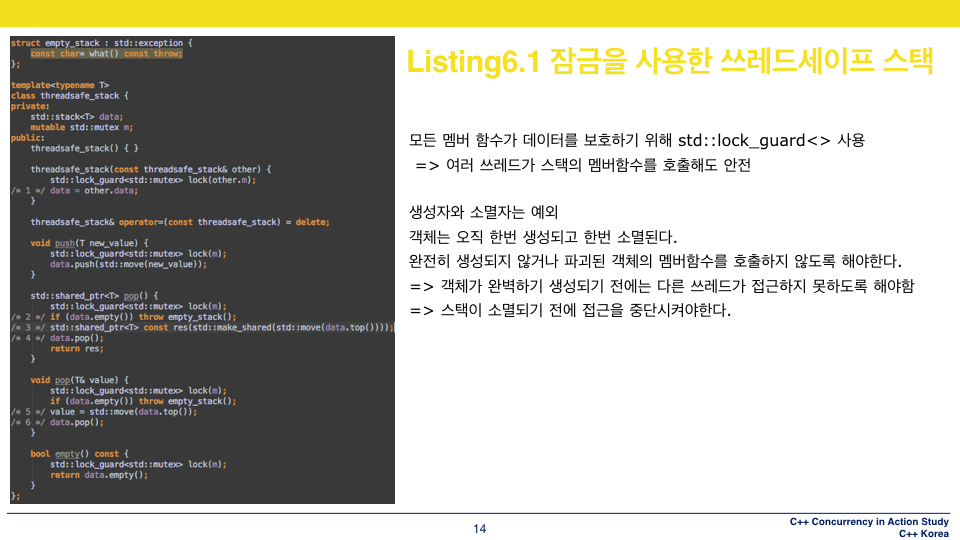 struct empty_stack : std::exception {
    const char* what() const throw;
};
template<typename T>
class threadsafe_stack {
private:
    std::stack<T> data;
    mutable std::mutex m;
public:
    threadsafe_stack() { }
    threadsafe_stack(const threadsafe_stack& other) {
        std::lock_guard<std::mutex> lock(other.m);
/* 1 */ data = other.data;
    }
    threadsafe_stack& operator=(const threadsafe_stack) = delete;
    void push(T new_value) {
        std::lock_guard<std::mutex> lock(m);
        data.push(std::move(new_value));
    }
    std::shared_ptr<T> pop() {
        std::lock_guard<std::mutex> lock(m);
/* 2 */ if (data.empty()) throw empty_stack();
/* 3 */ std::shared_ptr<T> const res(std::make_shared(std::move(data.top())));
/* 4 */ data.pop();
        return res;
    }
    void pop(T& value) {
        std::lock_guard<std::mutex> lock(m);
        if (data.empty()) throw empty_stack();
/* 5 */ value = std::move(data.top());
/* 6 */ data.pop();
    }
    bool empty() const {
        std::lock_guard<std::mutex> lock(m);
        return data.empty();
    }
};
Listing6.1 잠금을 사용한 쓰레드세이프 스택
모든 멤버 함수가 데이터를 보호하기 위해 std::lock_guard<> 사용
=> 여러 쓰레드가 스택의 멤버함수를 호출해도 안전
생성자와 소멸자는 예외
객체는 오직 한번 생성되고 한번 소멸된다.
완전히 생성되지 않거나 파괴된 객체의 멤버함수를 호출하지 않도록 해야한다.
=> 객체가 완벽하기 생성되기 전에는 다른 쓰레드가 접근하지 못하도록 해야함
=> 스택이 소멸되기 전에 접근을 중단시켜야한다.
14
C++ Concurrency in Action Study
C++ Korea